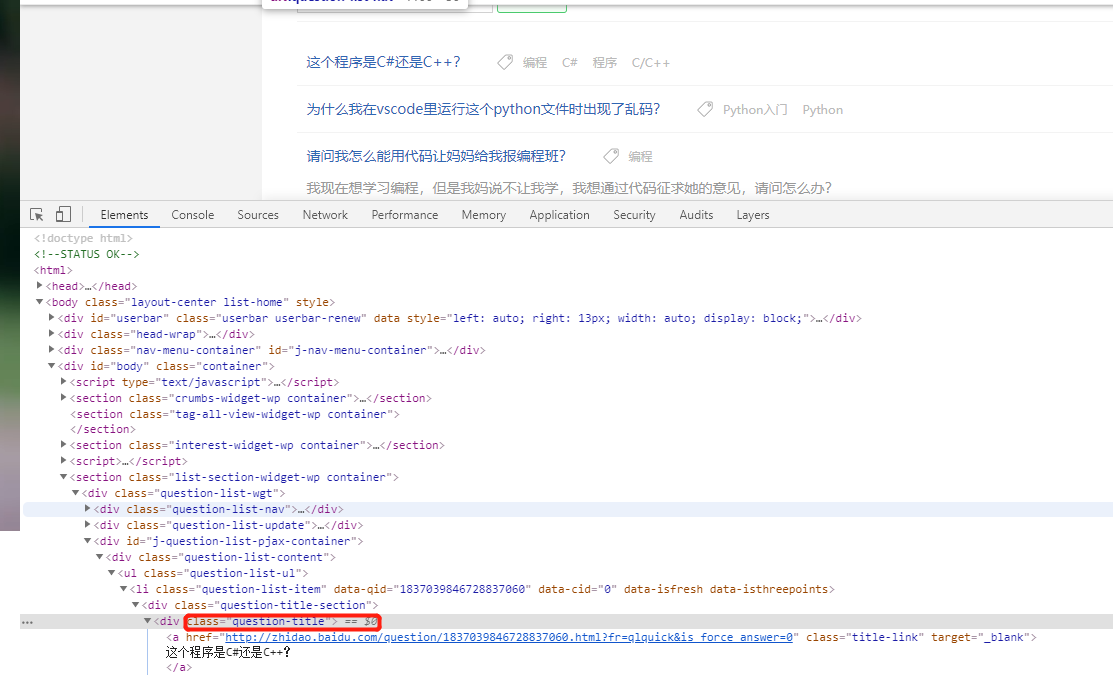 这个程序是C#还是C++? 编程 C# 程序 C/C++
为什么我在vscode里运行这个python文件时出现了乱码? Python入门 Python
请问我怎么能用代码让妈妈给我报编程班? 编程
我现在想学习编程，但是我妈说不让我学，我想通过代码征求她的意见，请问怎么办?
Elements Console Sources Network Performance Memory Application Security Audits Layers
<!doctype html>
<!--STATUS OK-->
<html>
<head>…</head>
<body class="layout-center list-home" style>
<div id="userbar" class="userbar userbar-renew" data style="left: auto; right: 13px; width: auto; display: block;">…</div>
<div class="head-wrap">…</div>
<div class="nav-menu-container" id="j-nav-menu-container">…</div>
<div id="body" class="container">
<script type="text/javascript">…</script>
<section class="crumbs-widget-wp container">…</section>
<section class="tag-all-view-widget-wp container">
</section>
<section class="interest-widget-wp container">…</section>
<script>…</script>
<section class="list-section-widget-wp container">
<div class="question-list-wgt">
<div class="question-list-nav">…</div>
<div class="question-list-update">…</div>
<div id="j-question-list-pjax-container">
<div class="question-list-content">
<ul class="question-list-ul">
<li class="question-list-item" data-qid="1837039846728837060" data-cid="0" data-isfresh data-isthreepoints>
<div class="question-title-section">
<div class="question-title"> == $0
<a href="http://zhidao.baidu.com/question/1837039846728837060.html?fr=qlquick&is_force_answer=0" class="title-link" target="_blank">
这个程序是C#还是C++?
</a>